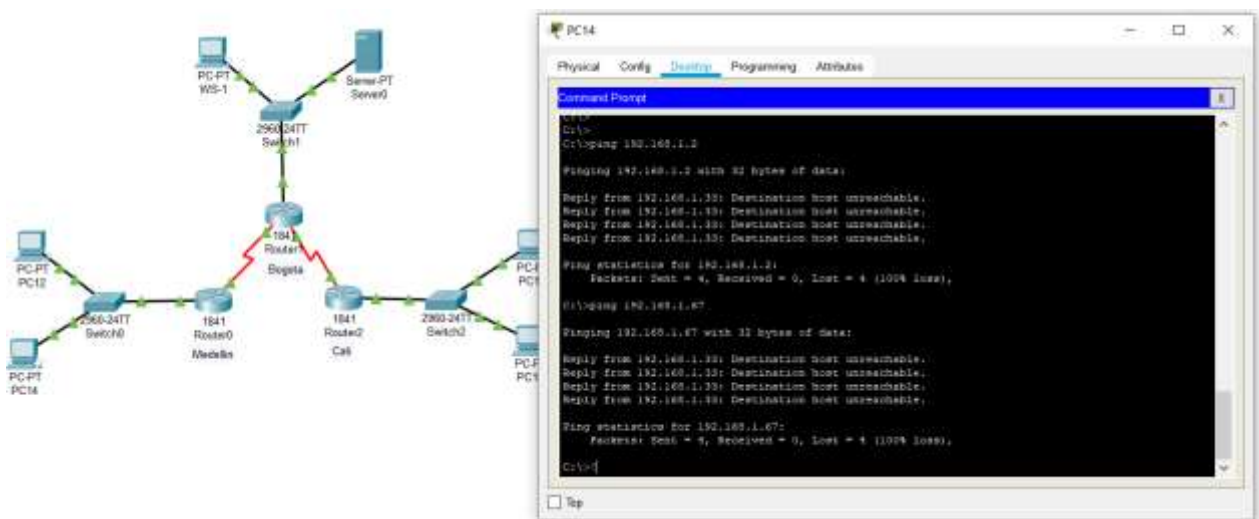 PC-PT
WS-1
Server-PT
Server0
2960-24TT
Switch1
1841
Router1
Bogota
PC-PT
PC12
2960-24TT
Switch0
1841
Router0
Medellin
PC-PT
PC14
1841
Router2
Cali
2960-24TT
Switch2
PC14
Physical Config Desktop Programming Attributes
Command Prompt
X
C:\>
C:\>
C:\>ping 192.168.1.2
Pinging 192.168.1.2 with 32 bytes of data:
Reply from 192.168.1.33: Destination host unreachable.
Reply from 192.168.1.33: Destination host unreachable.
Reply from 192.168.1.33: Destination host unreachable.
Reply from 192.168.1.33: Destination host unreachable.
Ping statistics for 192.168.1.2:
Packets: Sent = 4, Received = 0, Lost = 4 (100% loss),
C:\>ping 192.168.1.67
Pinging 192.168.1.67 with 32 bytes of data:
Reply from 192.168.1.33: Destination host unreachable.
Reply from 192.168.1.33: Destination host unreachable.
Reply from 192.168.1.33: Destination host unreachable.
Reply from 192.168.1.33: Destination host unreachable.
Ping statistics for 192.168.1.67:
Packets: Sent = 4, Received = 0, Lost = 4 (100% loss),
C:\>
Top